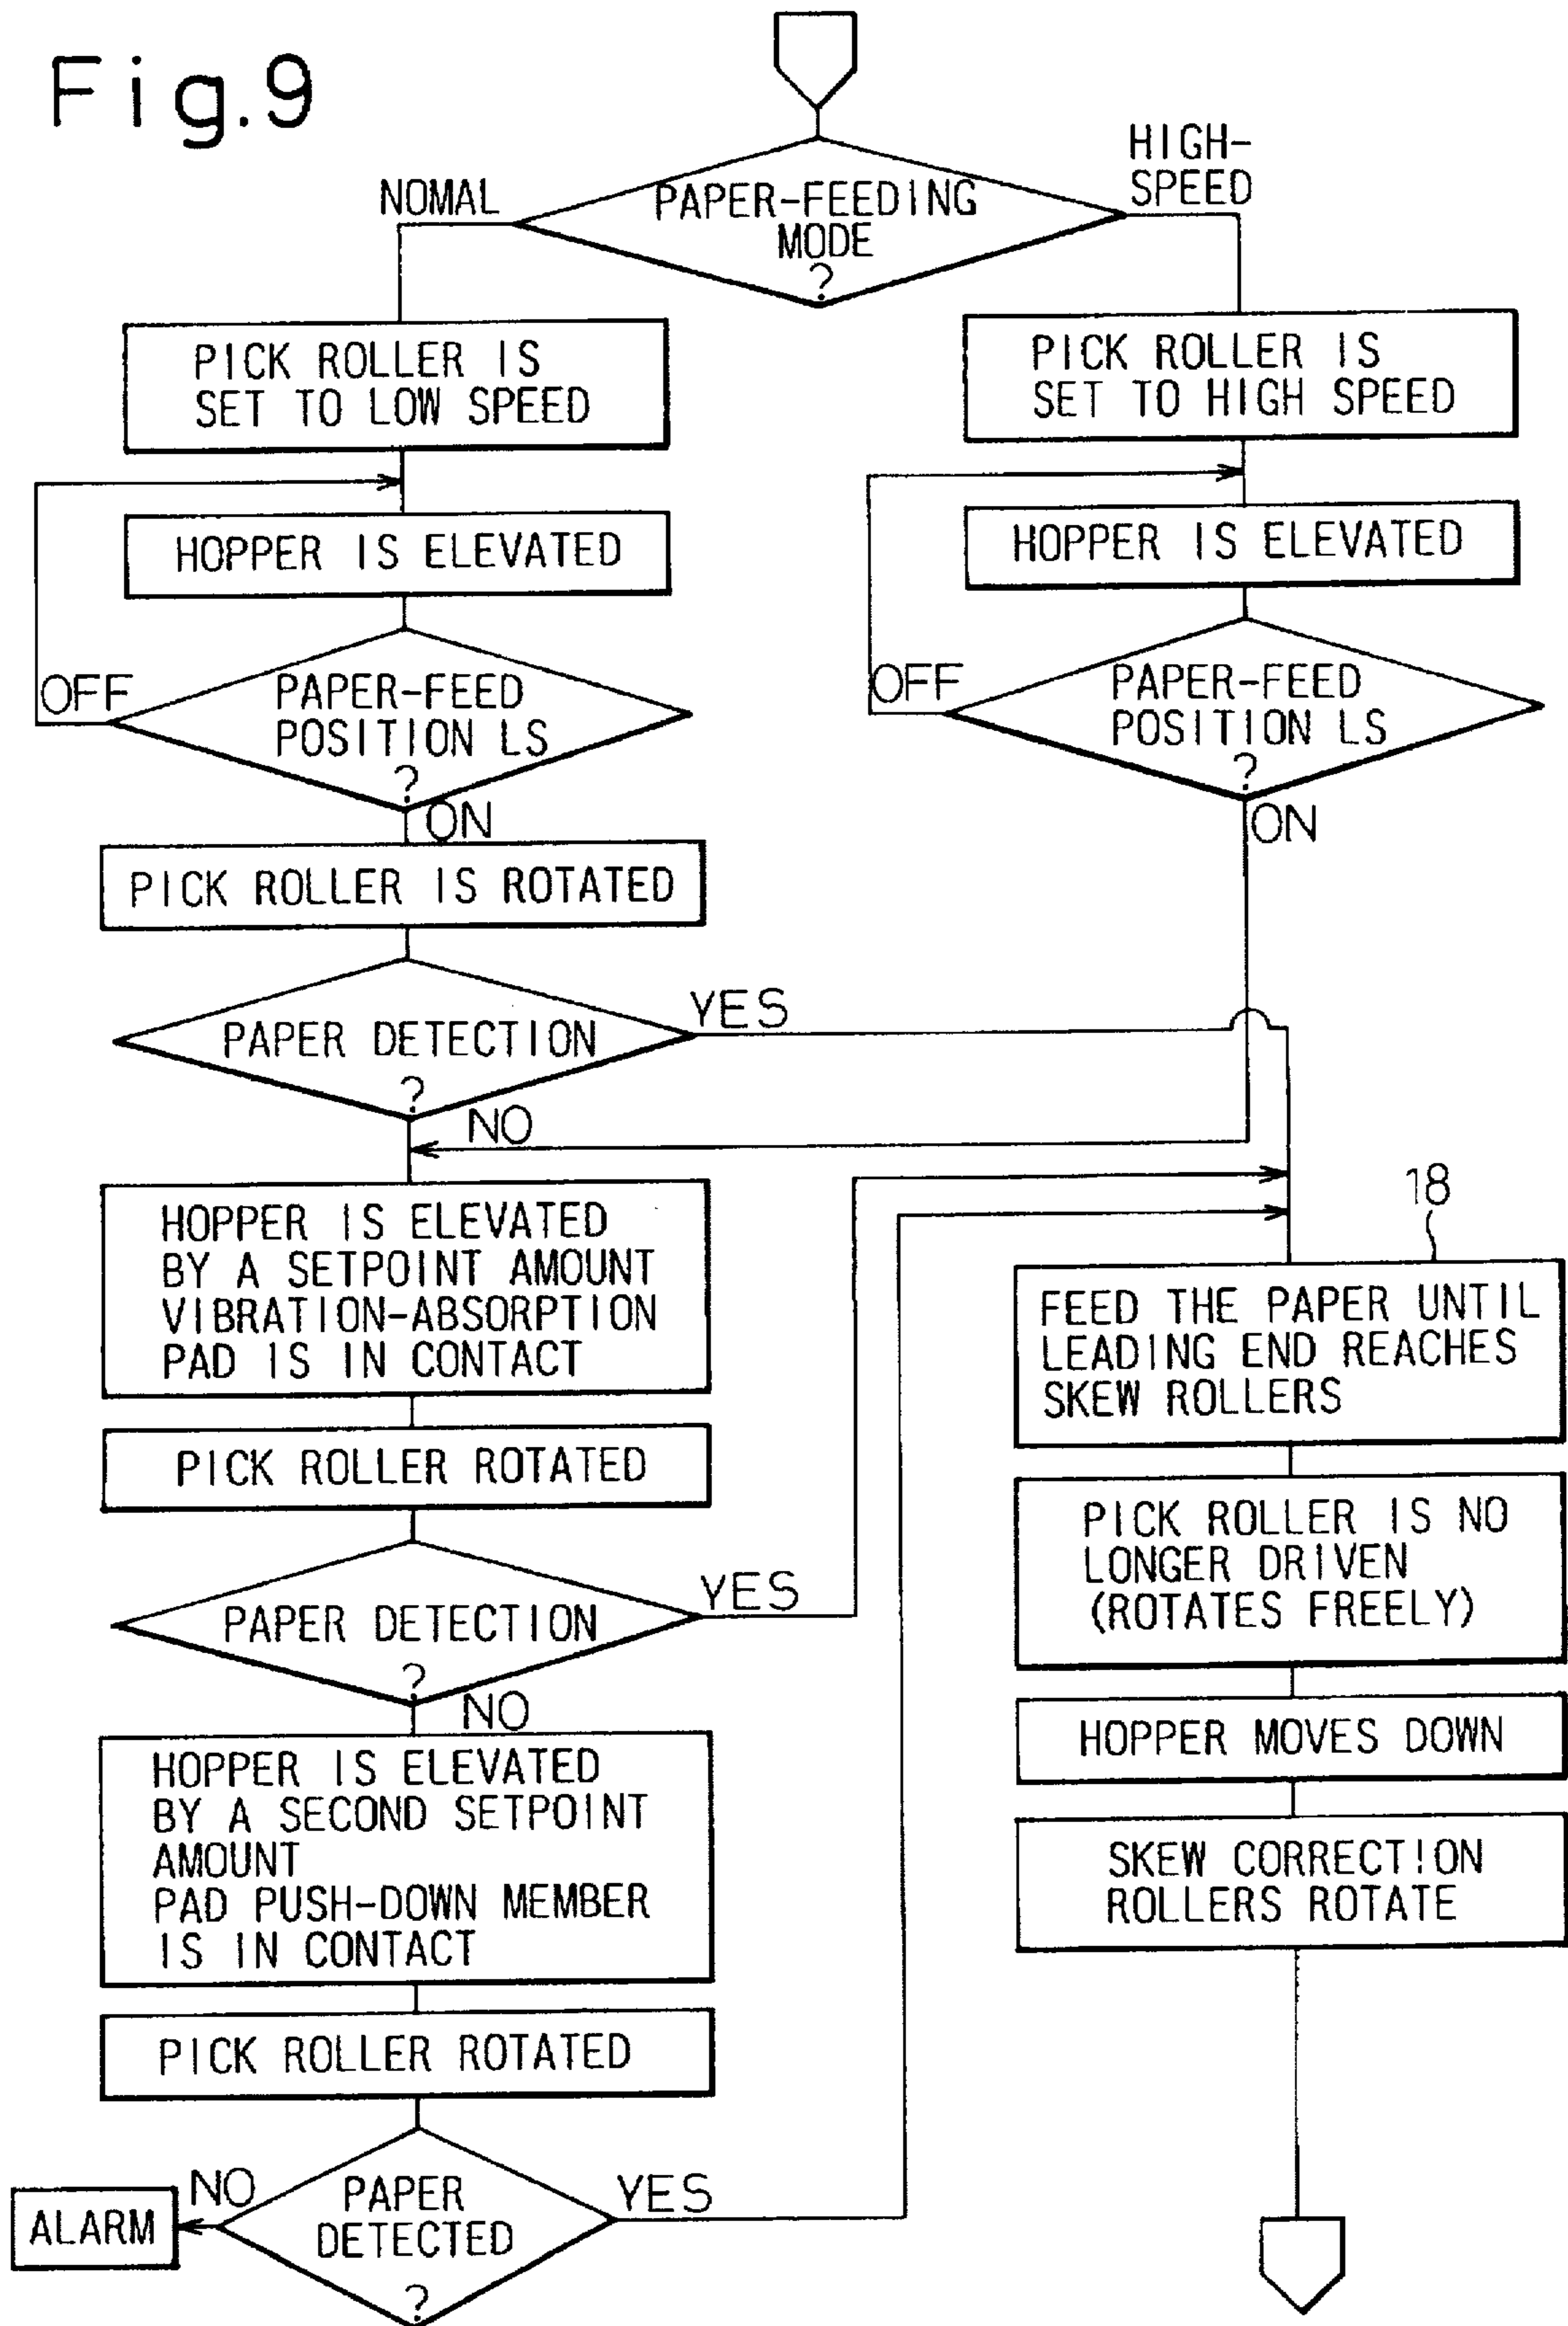 Fig.9
PAPER-FEEDING
MODE
?
NOMAL
HIGH-
SPEED
PICK ROLLER IS
SET TO LOW SPEED
HOPPER IS ELEVATED
PAPER-FEED
POSITION LS
?
OFF
ON
PICK ROLLER IS ROTATED
PAPER DETECTION
?
YES
NO
HOPPER IS ELEVATED
BY A SETPOINT AMOUNT
VIBRATION-ABSORPTION
PAD IS IN CONTACT
PICK ROLLER ROTATED
PAPER DETECTION
?
YES
NO
HOPPER IS ELEVATED
BY A SECOND SETPOINT
AMOUNT
PAD PUSH-DOWN MEMBER
IS IN CONTACT
PICK ROLLER ROTATED
PAPER
DETECTED
?
NO
YES
ALARM
PICK ROLLER IS
SET TO HIGH SPEED
HOPPER IS ELEVATED
PAPER-FEED
POSITION LS
?
OFF
ON
18
FEED THE PAPER UNTIL
LEADING END REACHES
SKEW ROLLERS
PICK ROLLER IS NO
LONGER DRIVEN
(ROTATES FREELY)
HOPPER MOVES DOWN
SKEW CORRECTION
ROLLERS ROTATE